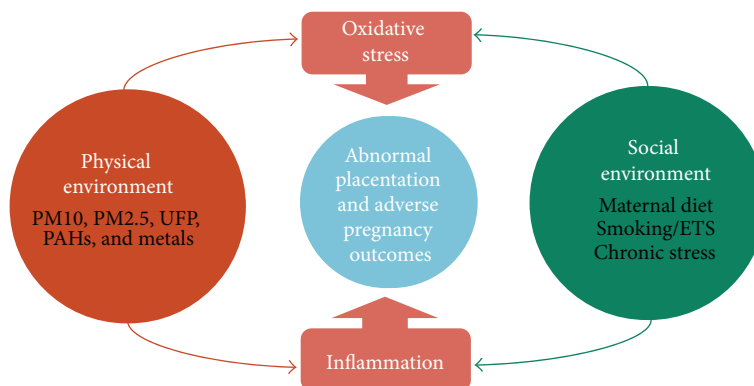 Oxidative
stress
Physical
environment
PM10, PM2.5, UFP,
PAHs, and metals
Abnormal
placentation
and adverse
pregnancy
outcomes
Social
environment
Maternal diet
Smoking/ETS
Chronic stress
Inflammation